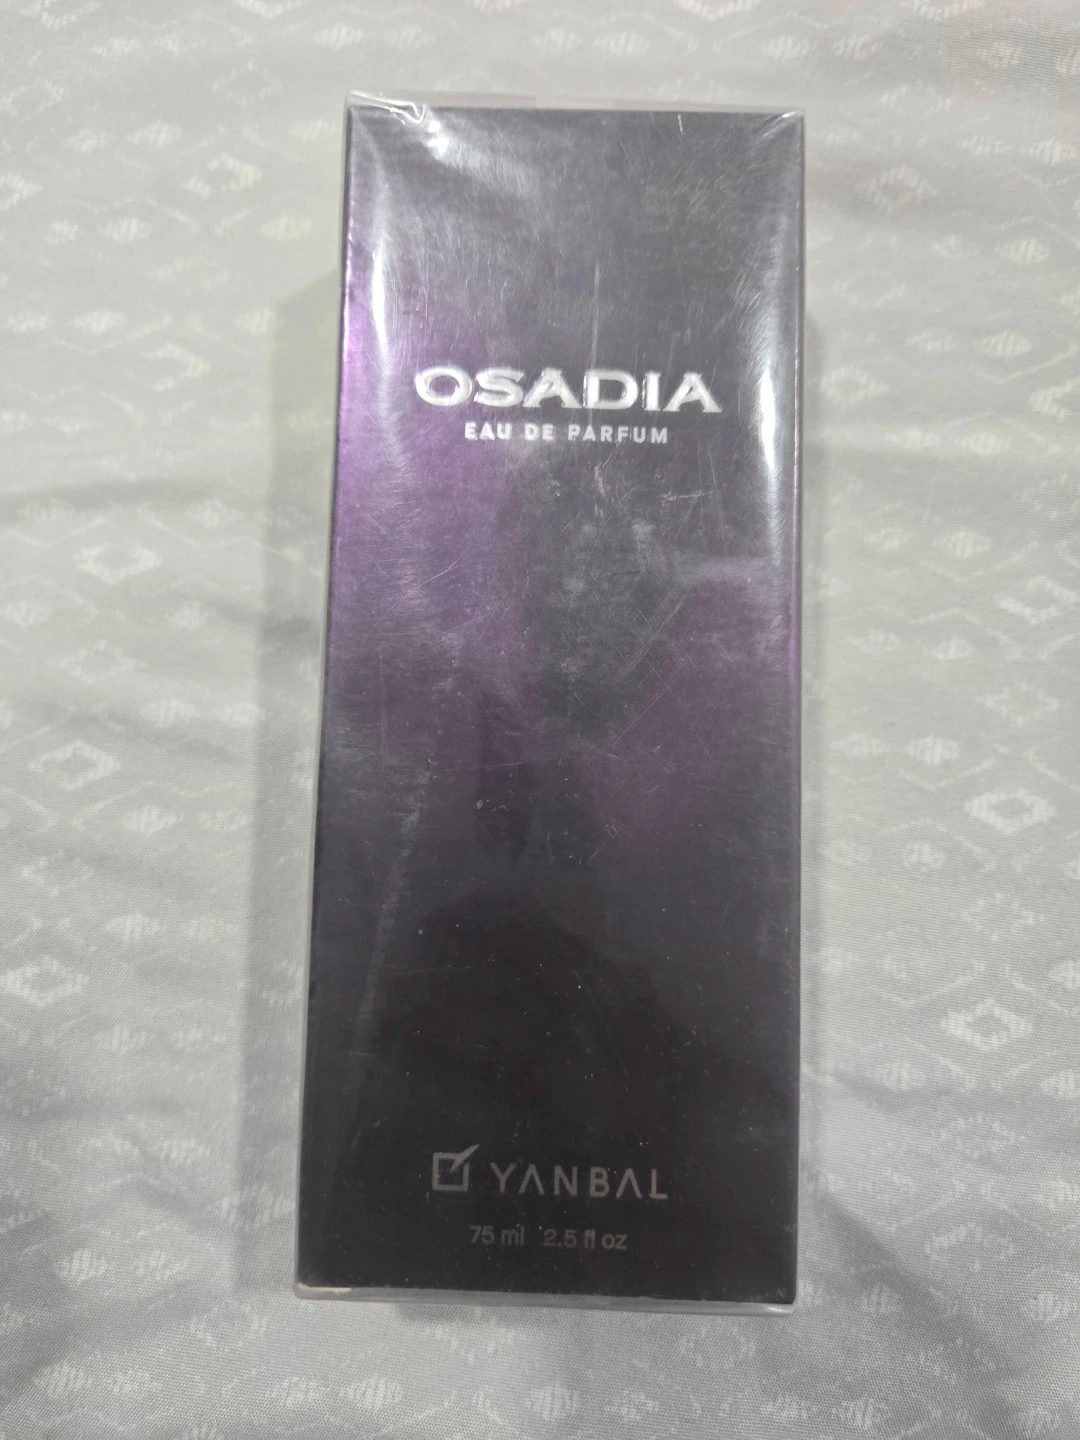 OSADIA
EAU DE PARFUM
YANBAL
75 ml 2.5 fl oz